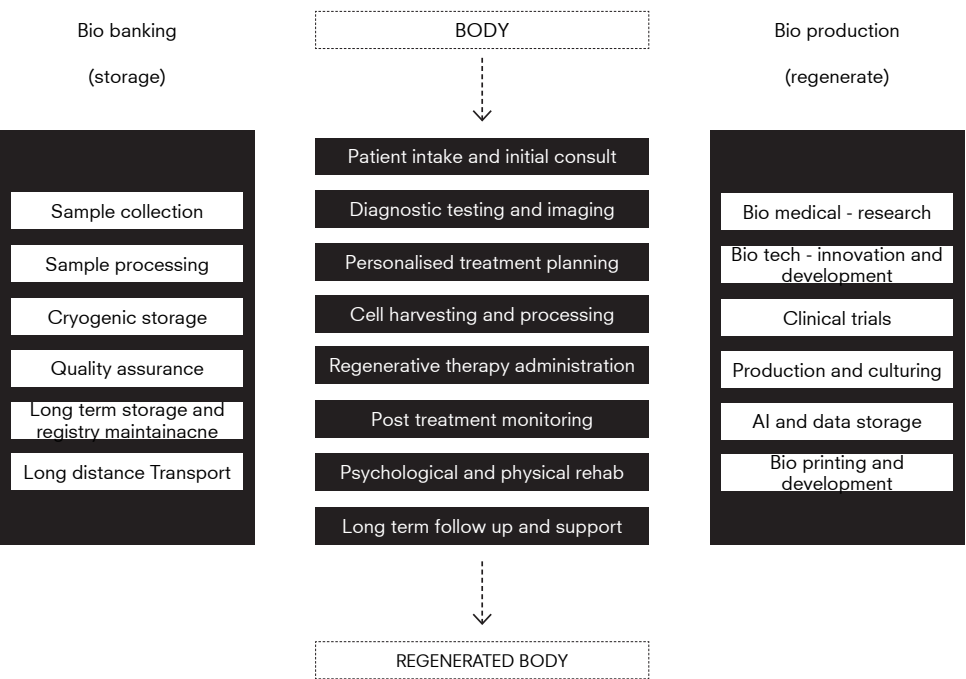 Bio banking
(storage)
Sample collection
Sample processing
Cryogenic storage
Quality assurance
Long term storage and
registry maintainacne
Long distance Transport
BODY
Patient intake and initial consult
Diagnostic testing and imaging
Personalised treatment planning
Cell harvesting and processing
Regenerative therapy administration
Post treatment monitoring
Psychological and physical rehab
Long term follow up and support
REGENERATED BODY
Bio production
(regenerate)
Bio medical - research
Bio tech - innovation and
development
Clinical trials
Production and culturing
AI and data storage
Bio printing and
development